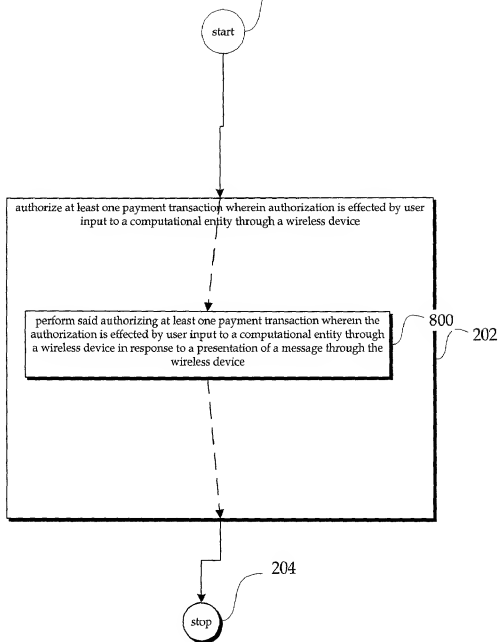 start
authorize at least one payment transaction wherein authorization is effected by user
input to a computational entity through a wireless device
perform said authorizing at least one payment transaction wherein the
authorization is effected by user input to a computational entity through
a wireless device in response to a presentation of a message through the
wireless device
800
202
204
stop